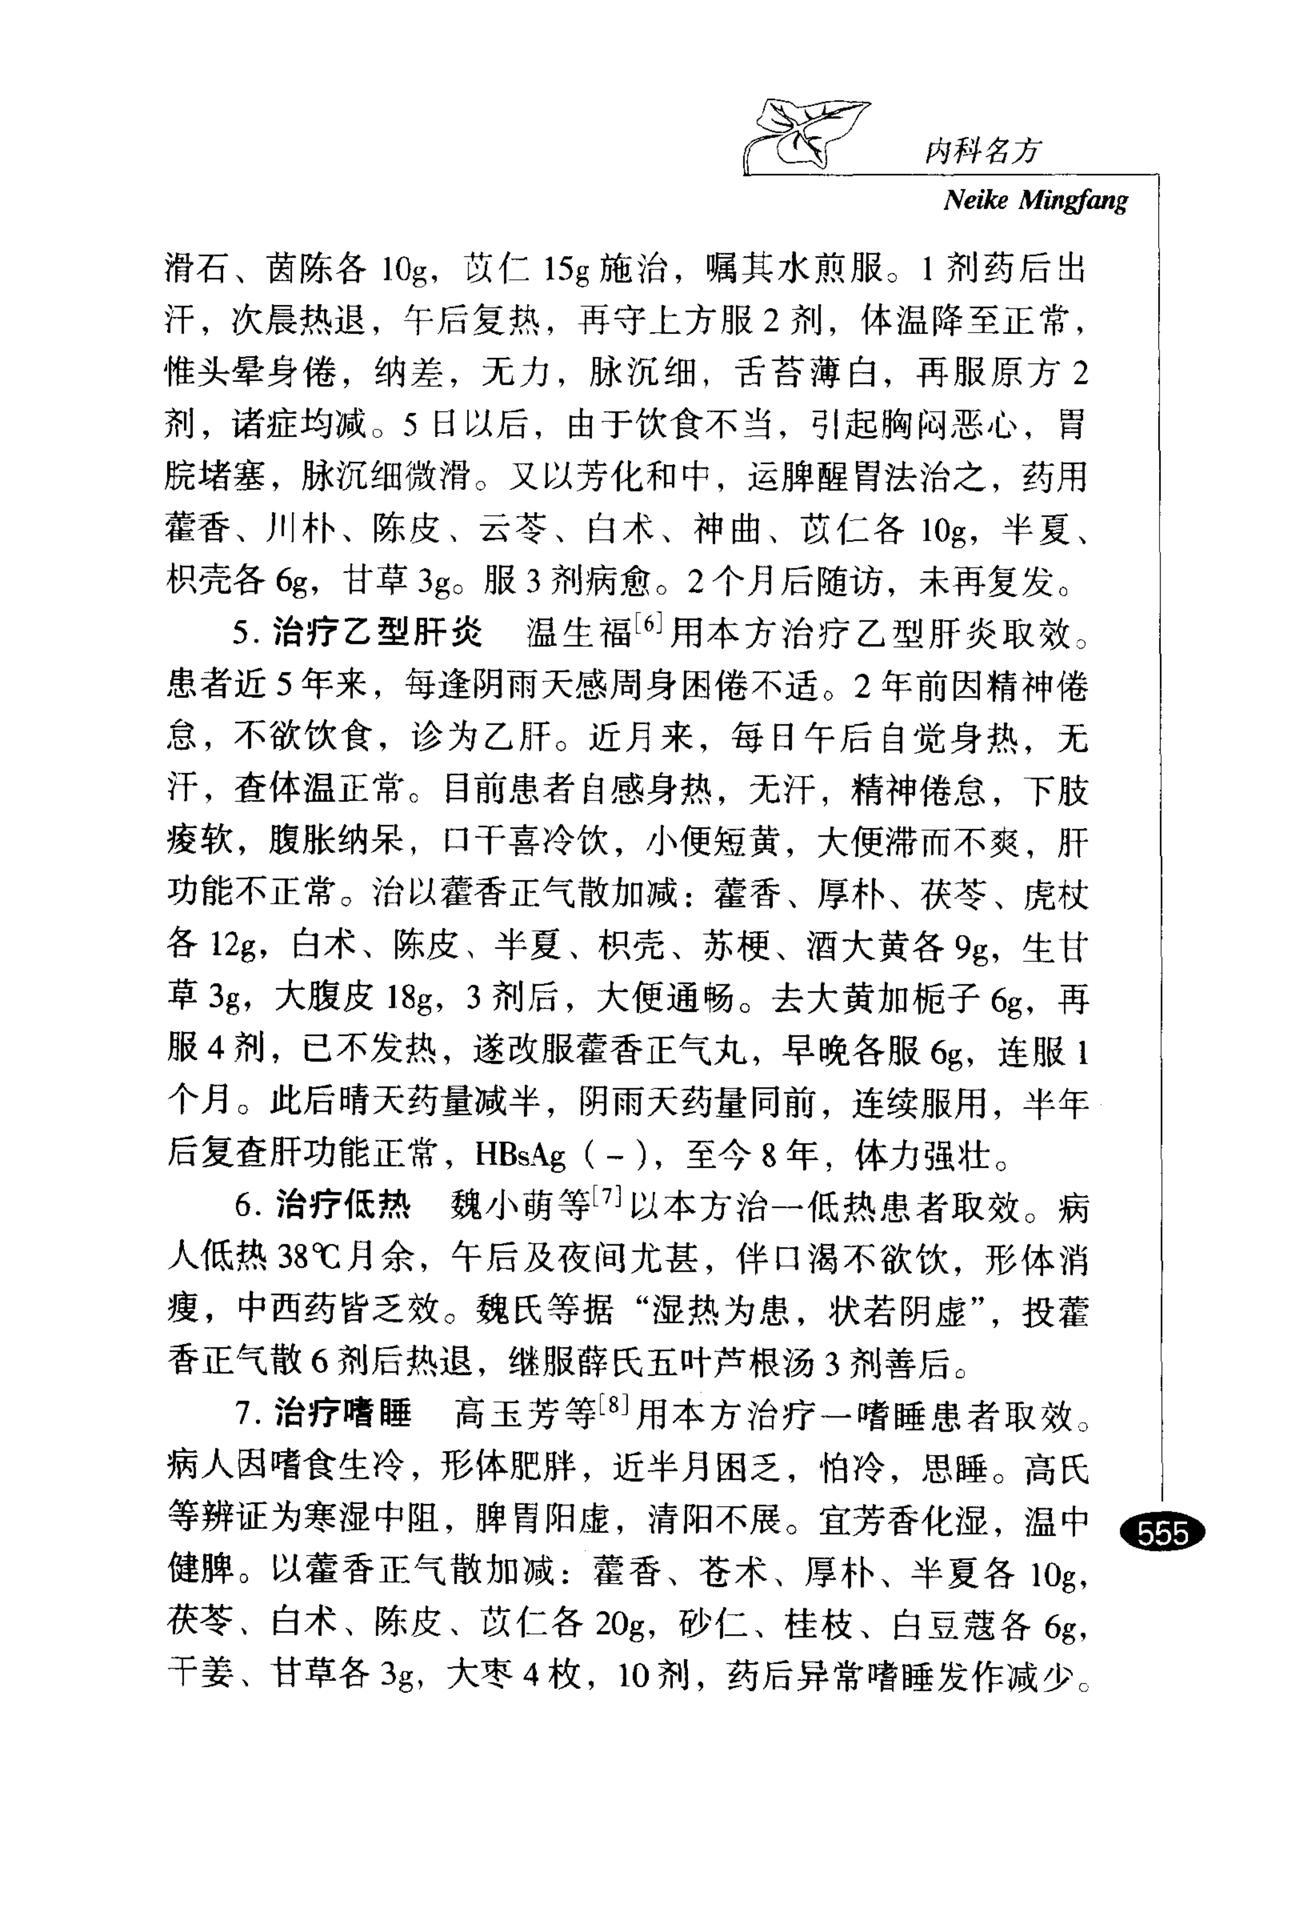 内科名方
Neike Mingfang
滑石、茵陈各 10g，苡仁 15g 施治，嘱其水煎服。1 剂药后出
汗，次晨热退，午后复热，再守上方服 2 剂，体温降至正常，
惟头晕身倦，纳差，无力，脉沉细，舌苔薄白，再服原方 2
剂，诸症均减。5 日以后，由于饮食不当，引起胸闷恶心，胃
脘堵塞，脉沉细微滑。又以芳化和中，运脾醒胃法治之，药用
藿香、川朴、陈皮、云苓、白术、神曲、苡仁各 10g，半夏、
枳壳各 6g，甘草 3g。服 3 剂病愈。2 个月后随访，未再复发。
5. 治疗乙型肝炎　温生福[6]用本方治疗乙型肝炎取效。
患者近 5 年来，每逢阴雨天感周身困倦不适。2 年前因精神倦
怠，不欲饮食，诊为乙肝。近月来，每日午后自觉身热，无
汗，查体温正常。目前患者自感身热，无汗，精神倦怠，下肢
痠软，腹胀纳呆，口干喜冷饮，小便短黄，大便滞而不爽，肝
功能不正常。治以藿香正气散加减：藿香、厚朴、茯苓、虎杖
各 12g，白术、陈皮、半夏、枳壳、苏梗、酒大黄各 9g，生甘
草 3g，大腹皮 18g，3 剂后，大便通畅。去大黄加栀子 6g，再
服 4 剂，已不发热，遂改服藿香正气丸，早晚各服 6g，连服 1
个月。此后晴天药量减半，阴雨天药量同前，连续服用，半年
后复查肝功能正常，HBsAg（－），至今 8 年，体力强壮。
6. 治疗低热　魏小萌等[7]以本方治一低热患者取效。病
人低热 38℃月余，午后及夜间尤甚，伴口渴不欲饮，形体消
瘦，中西药皆乏效。魏氏等据“湿热为患，状若阴虚”，投藿
香正气散 6 剂后热退，继服薛氏五叶芦根汤 3 剂善后。
7. 治疗嗜睡　高玉芳等[8]用本方治疗一嗜睡患者取效。
病人因嗜食生冷，形体肥胖，近半月困乏，怕冷，思睡。高氏
等辨证为寒湿中阻，脾胃阳虚，清阳不展。宜芳香化湿，温中
健脾。以藿香正气散加减：藿香、苍术、厚朴、半夏各 10g，
茯苓、白术、陈皮、苡仁各 20g，砂仁、桂枝、白豆蔻各 6g，
干姜、甘草各 3g，大枣 4 枚，10 剂，药后异常嗜睡发作减少。
555